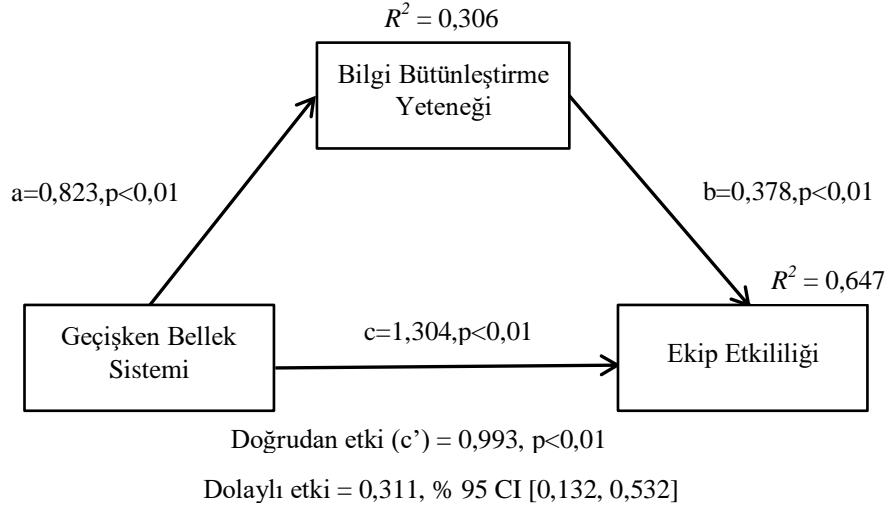 R² = 0,306
Bilgi Bütünleştirme
Yeteneği
a=0,823,p<0,01
b=0,378,p<0,01
R² = 0,647
Geçişken Bellek
Sistemi
c=1,304,p<0,01
Ekip Etkililiği
Doğrudan etki (c’) = 0,993, p<0,01
Dolaylı etki = 0,311, % 95 CI [0,132, 0,532]